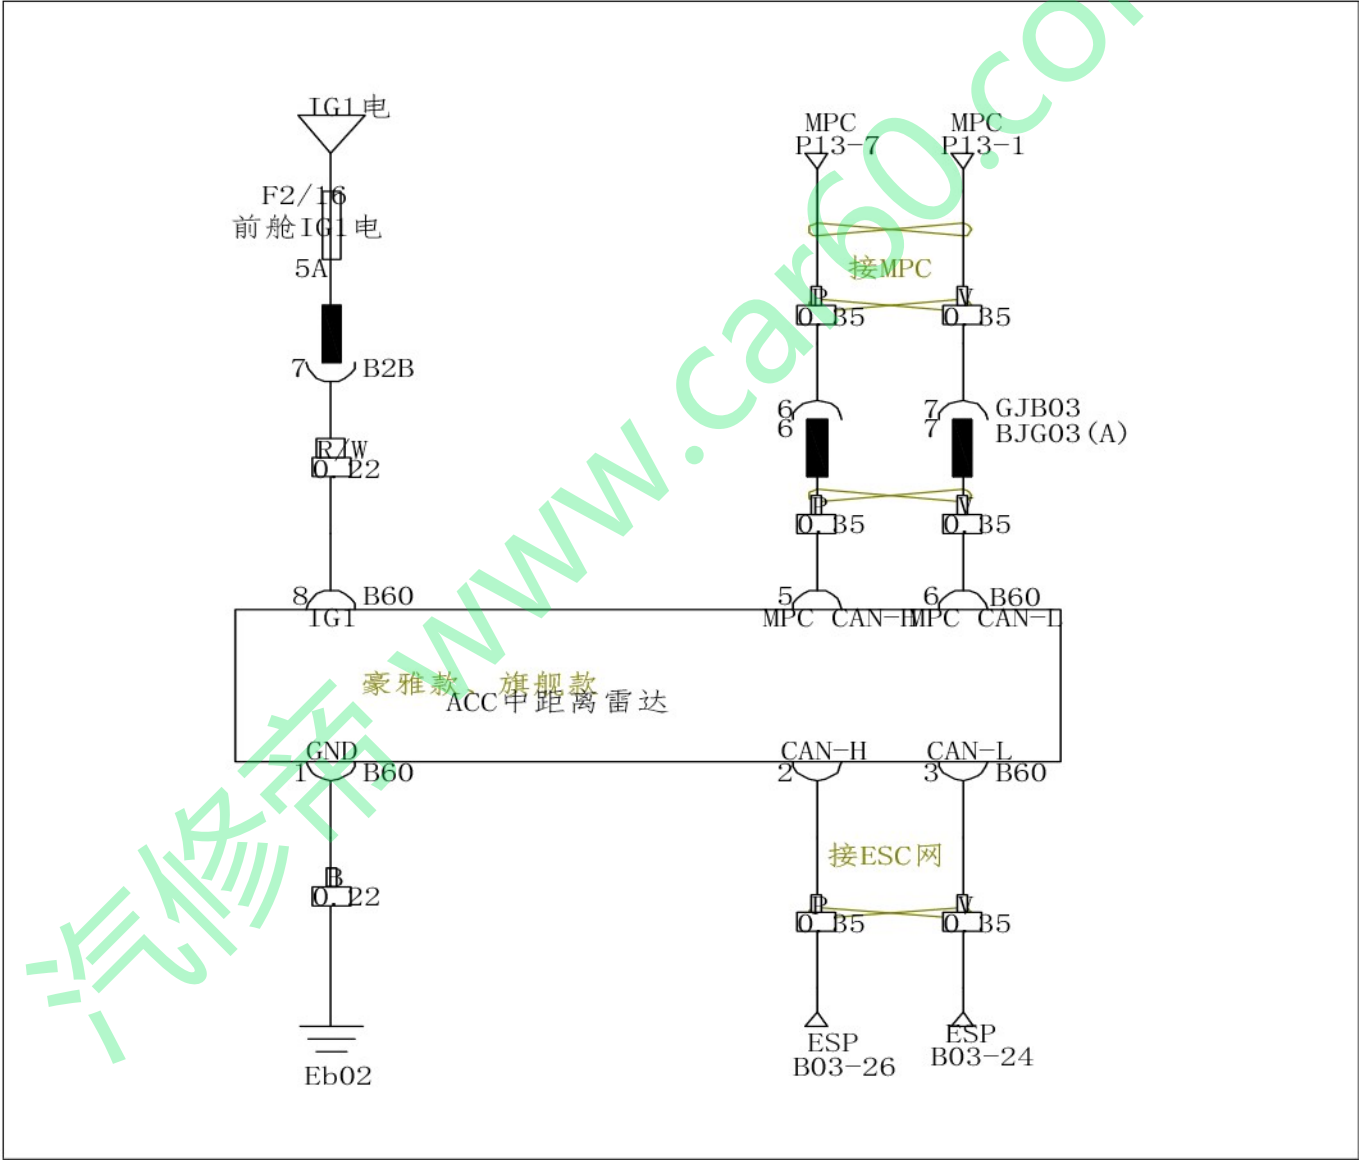 IG1电
MPC
P13-7
MPC
P13-1
F2/16
前舱IG1电
5A
接MPC
P
0.35
V
0.35
7
B2B
6
6
7
7
GJB03
BJG03(A)
R/W
0.22
P
0.35
V
0.35
8
B60
IG1
5
MPC CAN-H
6
B60
MPC CAN-L
豪雅款、旗舰款
ACC中距离雷达
GND
1
B60
CAN-H
2
CAN-L
3
B60
接ESC网
B
0.22
P
0.35
V
0.35
Eb02
ESP
B03-26
ESP
B03-24
汽修帝 www.car60.co